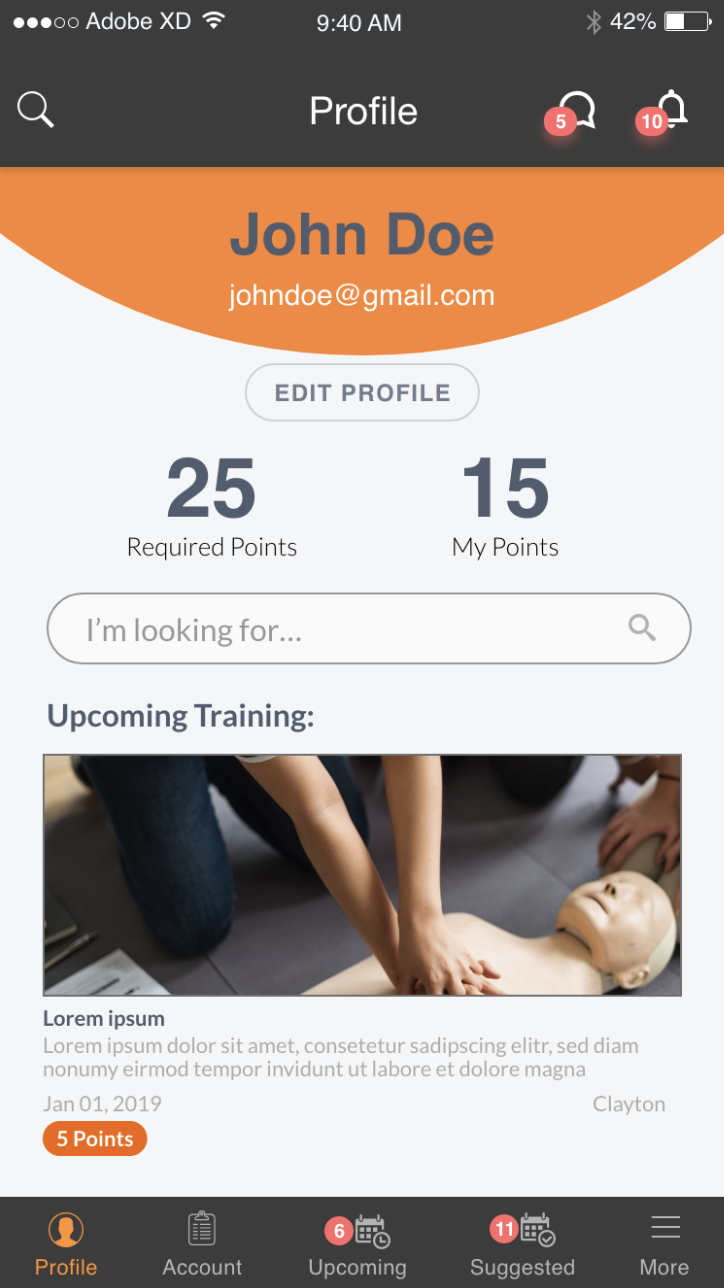 Adobe XD 9:40 AM 42%
Profile 5 10
John Doe
johndoe@gmail.com
EDIT PROFILE
25 15
Required Points My Points
I’m looking for...
Upcoming Training:
Lorem ipsum
Lorem ipsum dolor sit amet, consetetur sadipscing elitr, sed diam
nonumy eirmod tempor invidunt ut labore et dolore magna
Jan 01, 2019 Clayton
5 Points
6 11
Profile Account Upcoming Suggested More